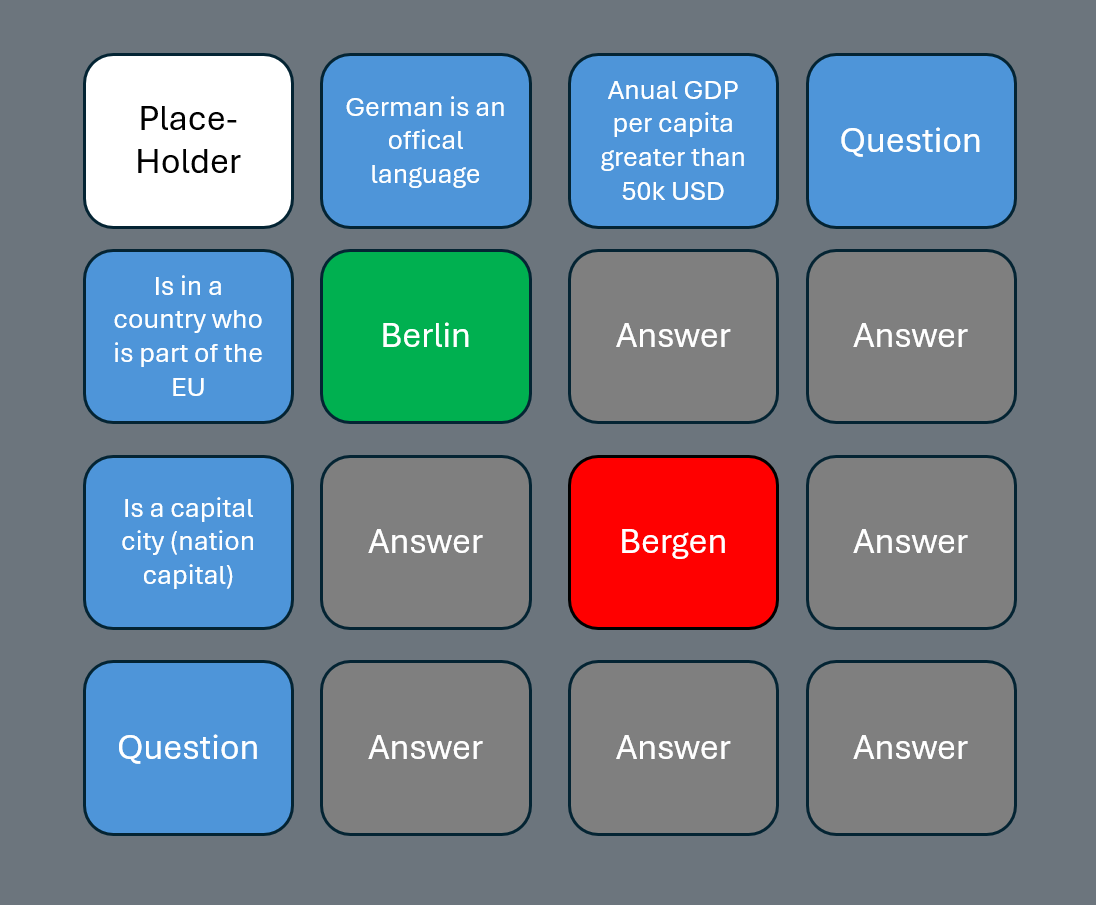 Place-
Holder
German is an
offical
language
Anual GDP
per capita
greater than
50k USD
Question
Is in a
country who
is part of the
EU
Berlin
Answer
Answer
Is a capital
city (nation
capital)
Answer
Bergen
Answer
Question
Answer
Answer
Answer